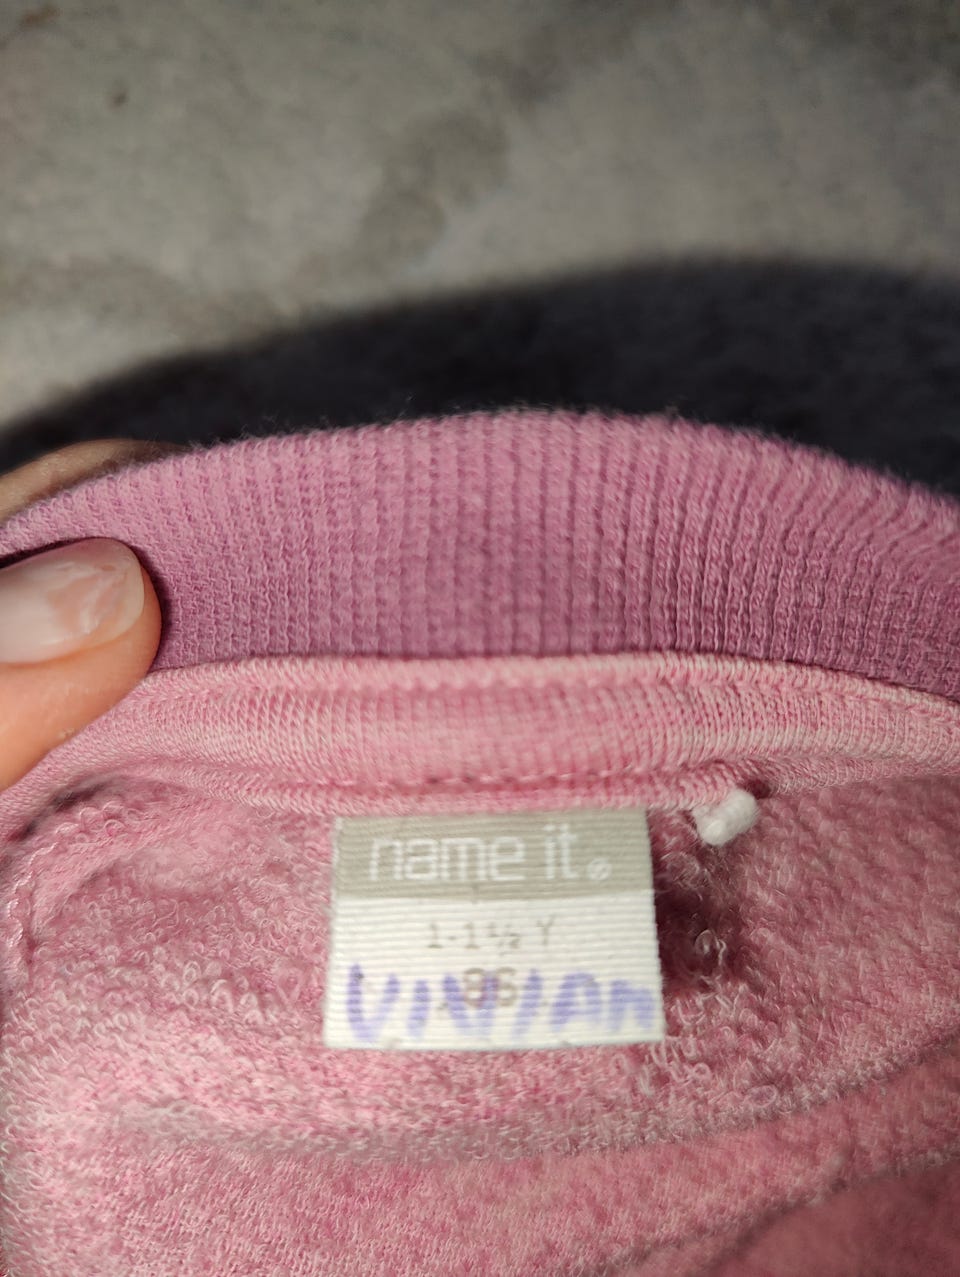 name it®
1-1½ Y
86
VIVIAN